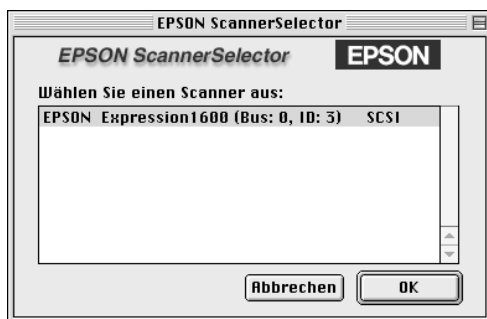 EPSON ScannerSelector
EPSON ScannerSelector EPSON
Wählen Sie einen Scanner aus:
EPSON Expression1600 (Bus: 0, ID: 3) SCSI
Abbrechen OK